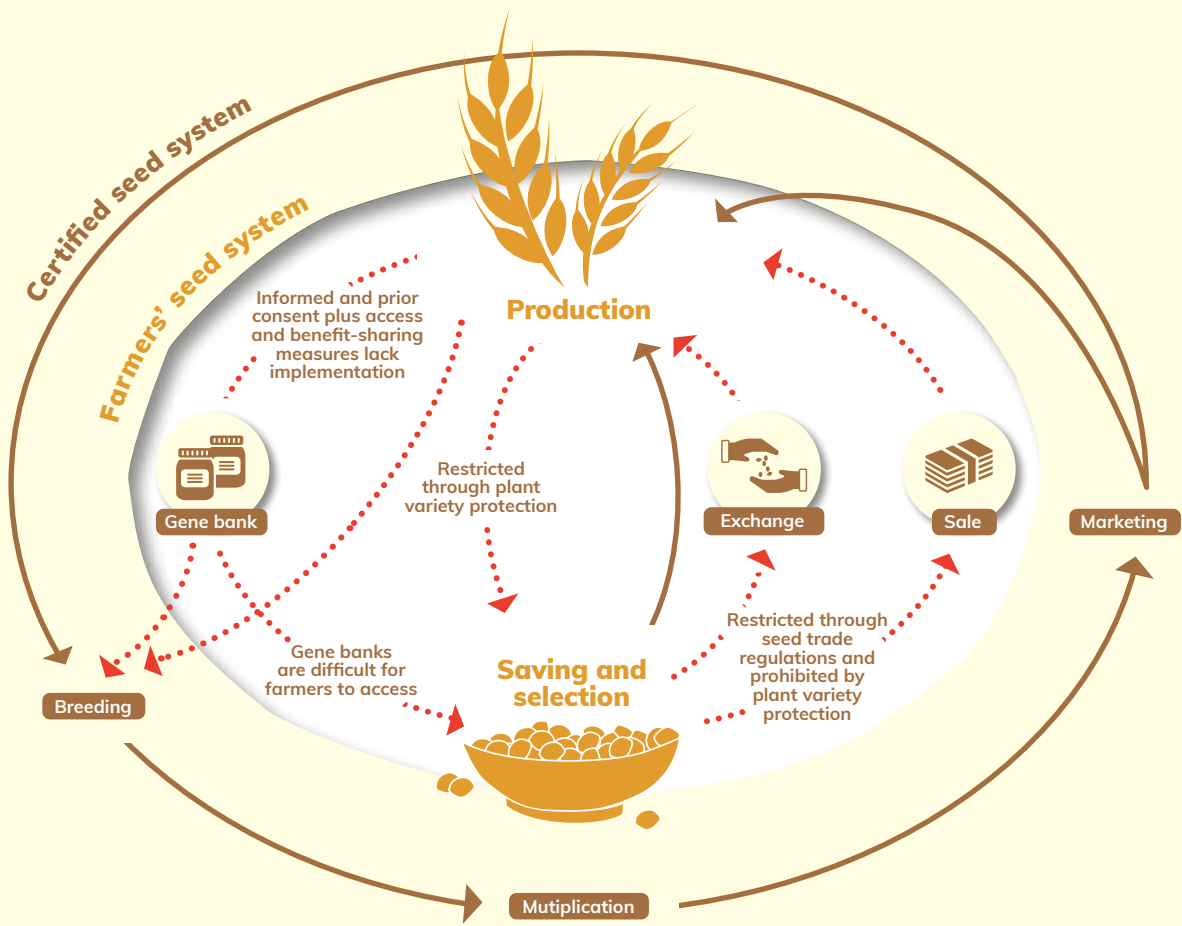 Certified seed system
Farmers’ seed system
Informed and prior
consent plus access
and benefit-sharing
measures lack
implementation
Production
Restricted
through plant
variety protection
Gene bank
Exchange
Sale
Marketing
Gene banks
are difficult for
farmers to access
Saving and
selection
Restricted through
seed trade
regulations and
prohibited by
plant variety
protection
Breeding
Mutiplication